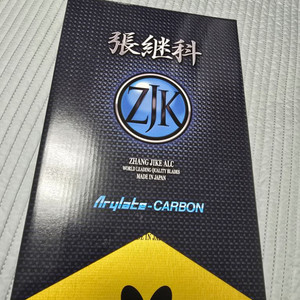 張継科
ZJK
ZHANG JIKE ALC
WORLD LEADING QUALITY BLADES
MADE IN JAPAN
Arylate-CARBON